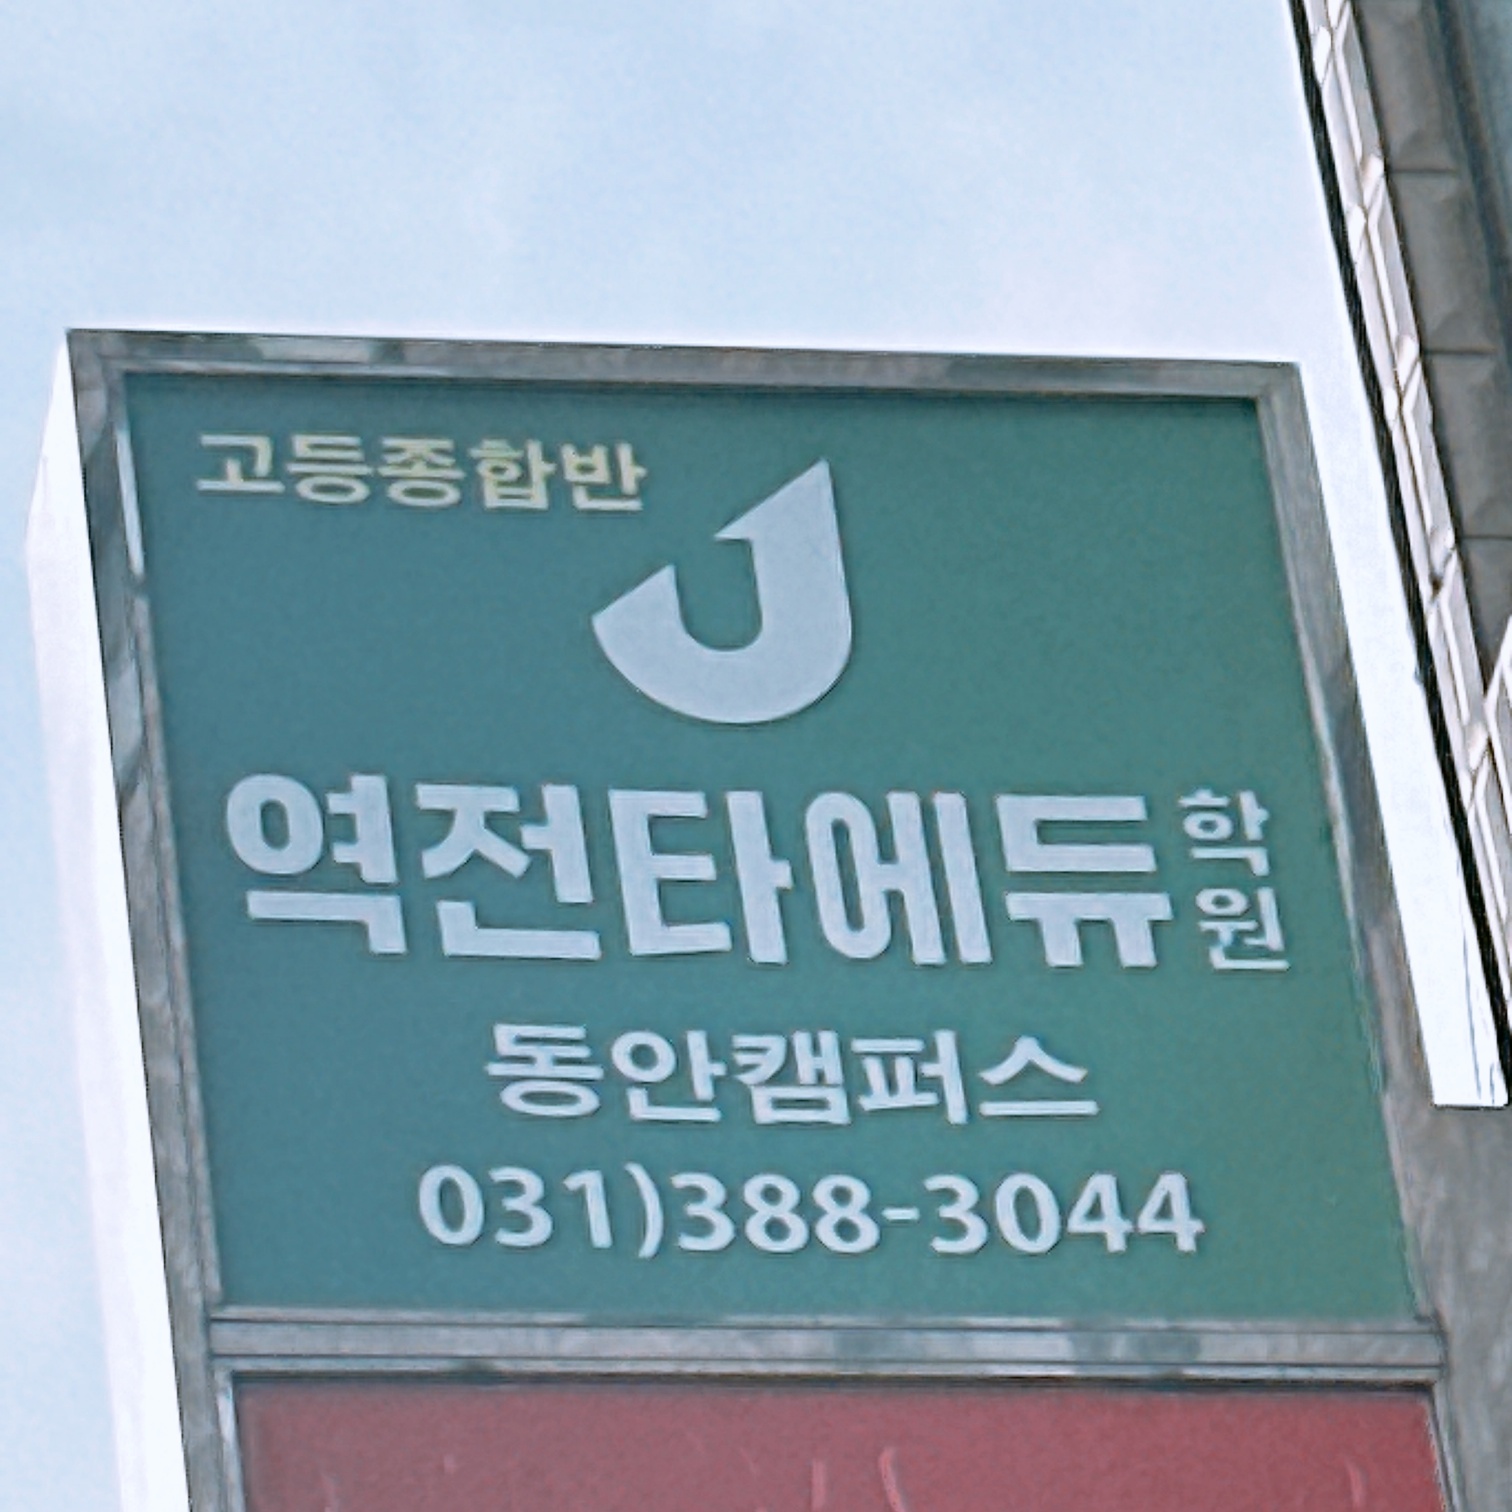 고등종합반
역전타에듀 학원
동안캠퍼스
031)388-3044